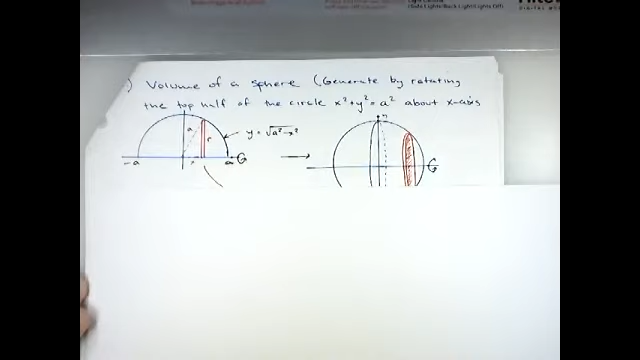 ) Volume of a sphere (Generate by rotating
the top half of the circle x²+y² = a² about x-axis
a r y = √a²-x²
-a x a